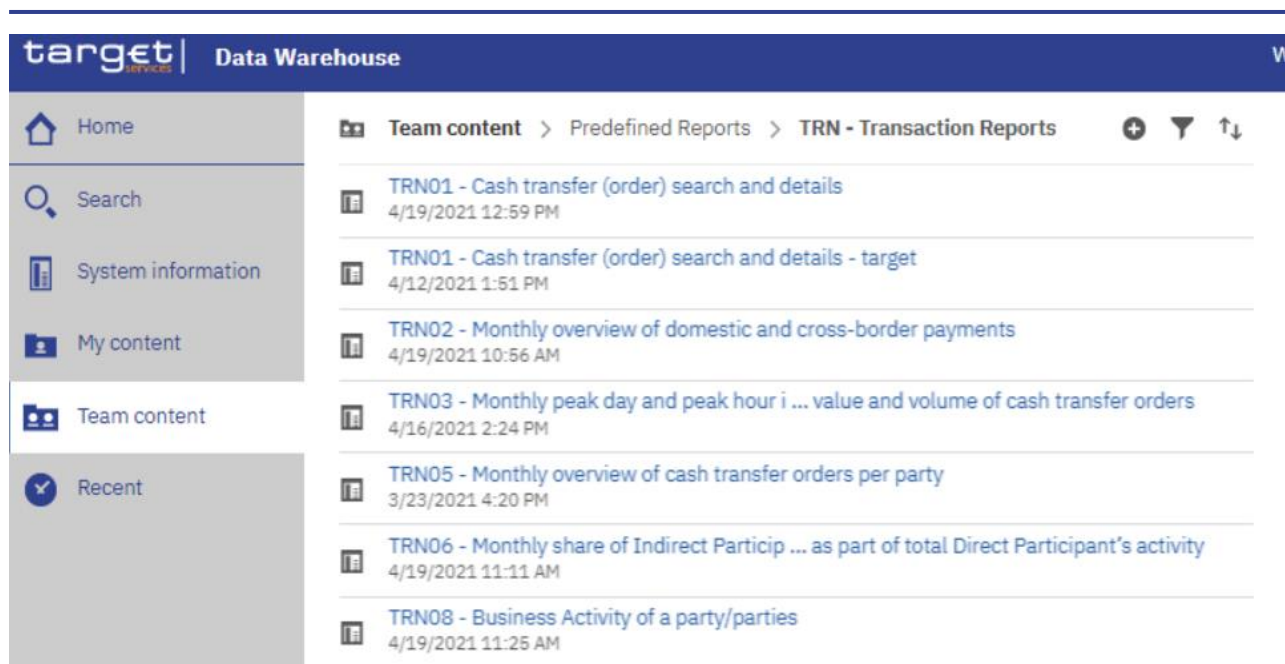 target services | Data Warehouse W
Home
Team content > Predefined Reports > TRN - Transaction Reports
TRN01 - Cash transfer (order) search and details
4/19/2021 12:59 PM
Search
TRN01 - Cash transfer (order) search and details - target
4/12/2021 1:51 PM
System information
TRN02 - Monthly overview of domestic and cross-border payments
4/19/2021 10:56 AM
My content
TRN03 - Monthly peak day and peak hour i ... value and volume of cash transfer orders
4/16/2021 2:24 PM
Team content
TRN05 - Monthly overview of cash transfer orders per party
3/23/2021 4:20 PM
Recent
TRN06 - Monthly share of Indirect Particip ... as part of total Direct Participant's activity
4/19/2021 11:11 AM
TRN08 - Business Activity of a party/parties
4/19/2021 11:25 AM